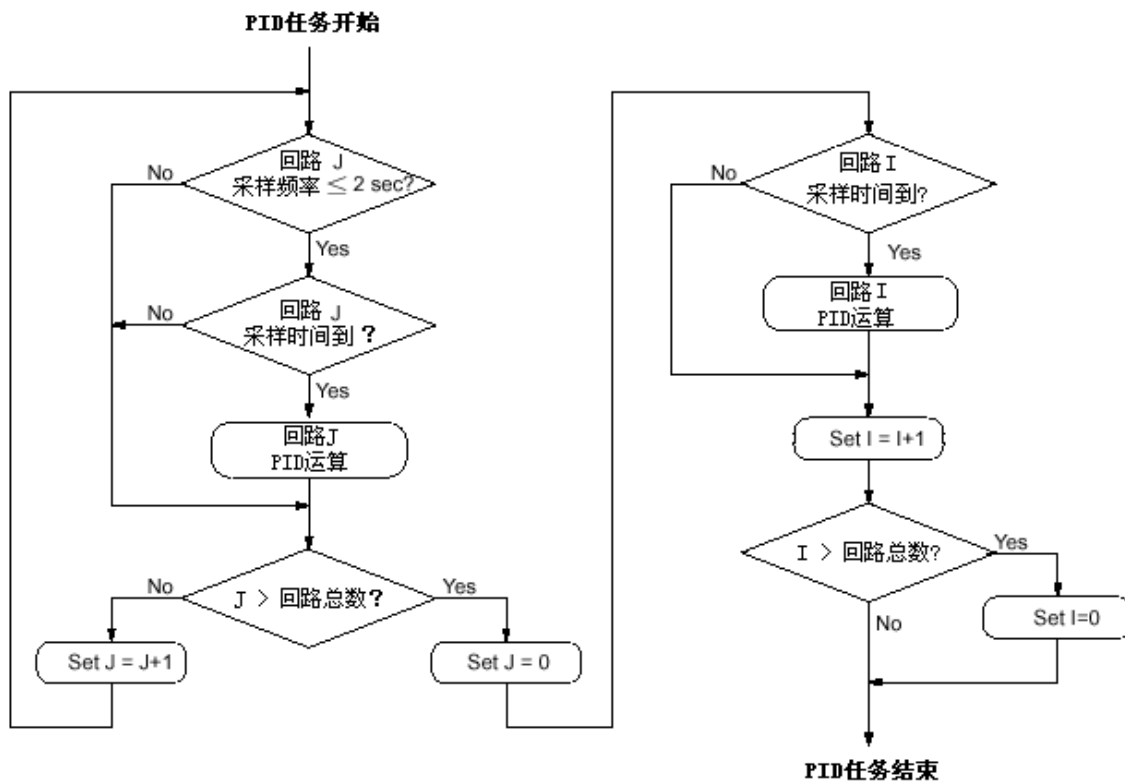 PID任务开始
回路 J
采样频率 ≤ 2 sec?
No
Yes
回路 J
采样时间到 ?
No
Yes
回路J
PID运算
J > 回路总数?
No
Yes
Set J = J+1
Set J = 0
回路 I
采样时间到?
No
Yes
回路 I
PID运算
Set I = I+1
I > 回路总数?
Yes
No
Set I=0
PID任务结束